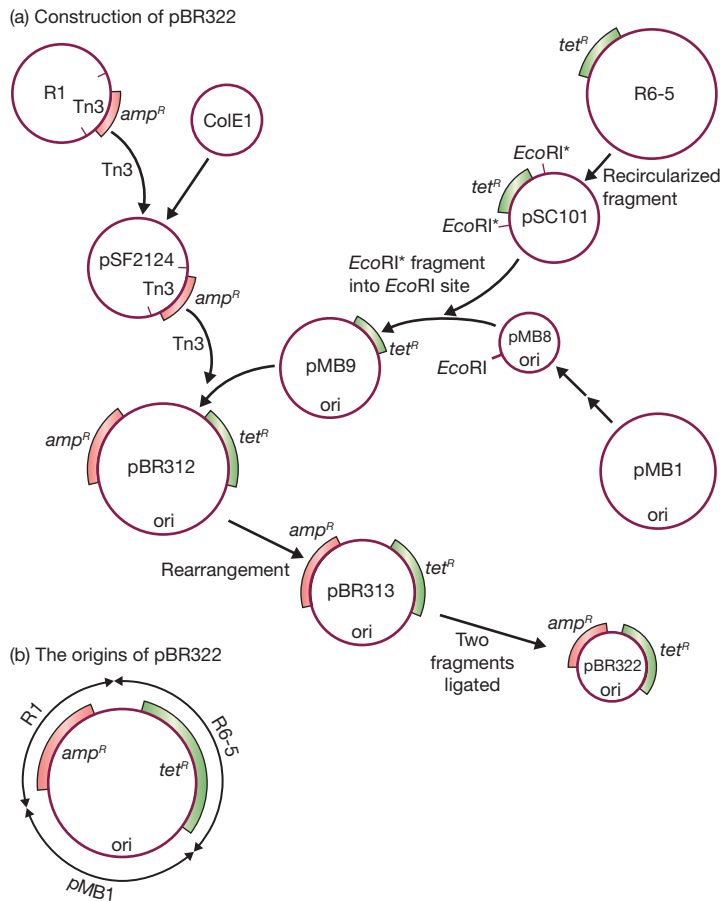 (a) Construction of pBR322
R1
Tn3
amp^R
ColE1
tet^R
R6-5
Tn3
EcoRI*
Recircularized
fragment
tet^R
pSC101
EcoRI*
pSF2124
Tn3
amp^R
EcoRI* fragment
into EcoRI site
Tn3
pMB9
ori
tet^R
pMB8
ori
EcoRI
amp^R
pBR312
ori
tet^R
pMB1
ori
Rearrangement
amp^R
pBR313
ori
tet^R
Two
fragments
ligated
amp^R
pBR322
ori
tet^R
(b) The origins of pBR322
R1
R6-5
amp^R
tet^R
ori
pMB1